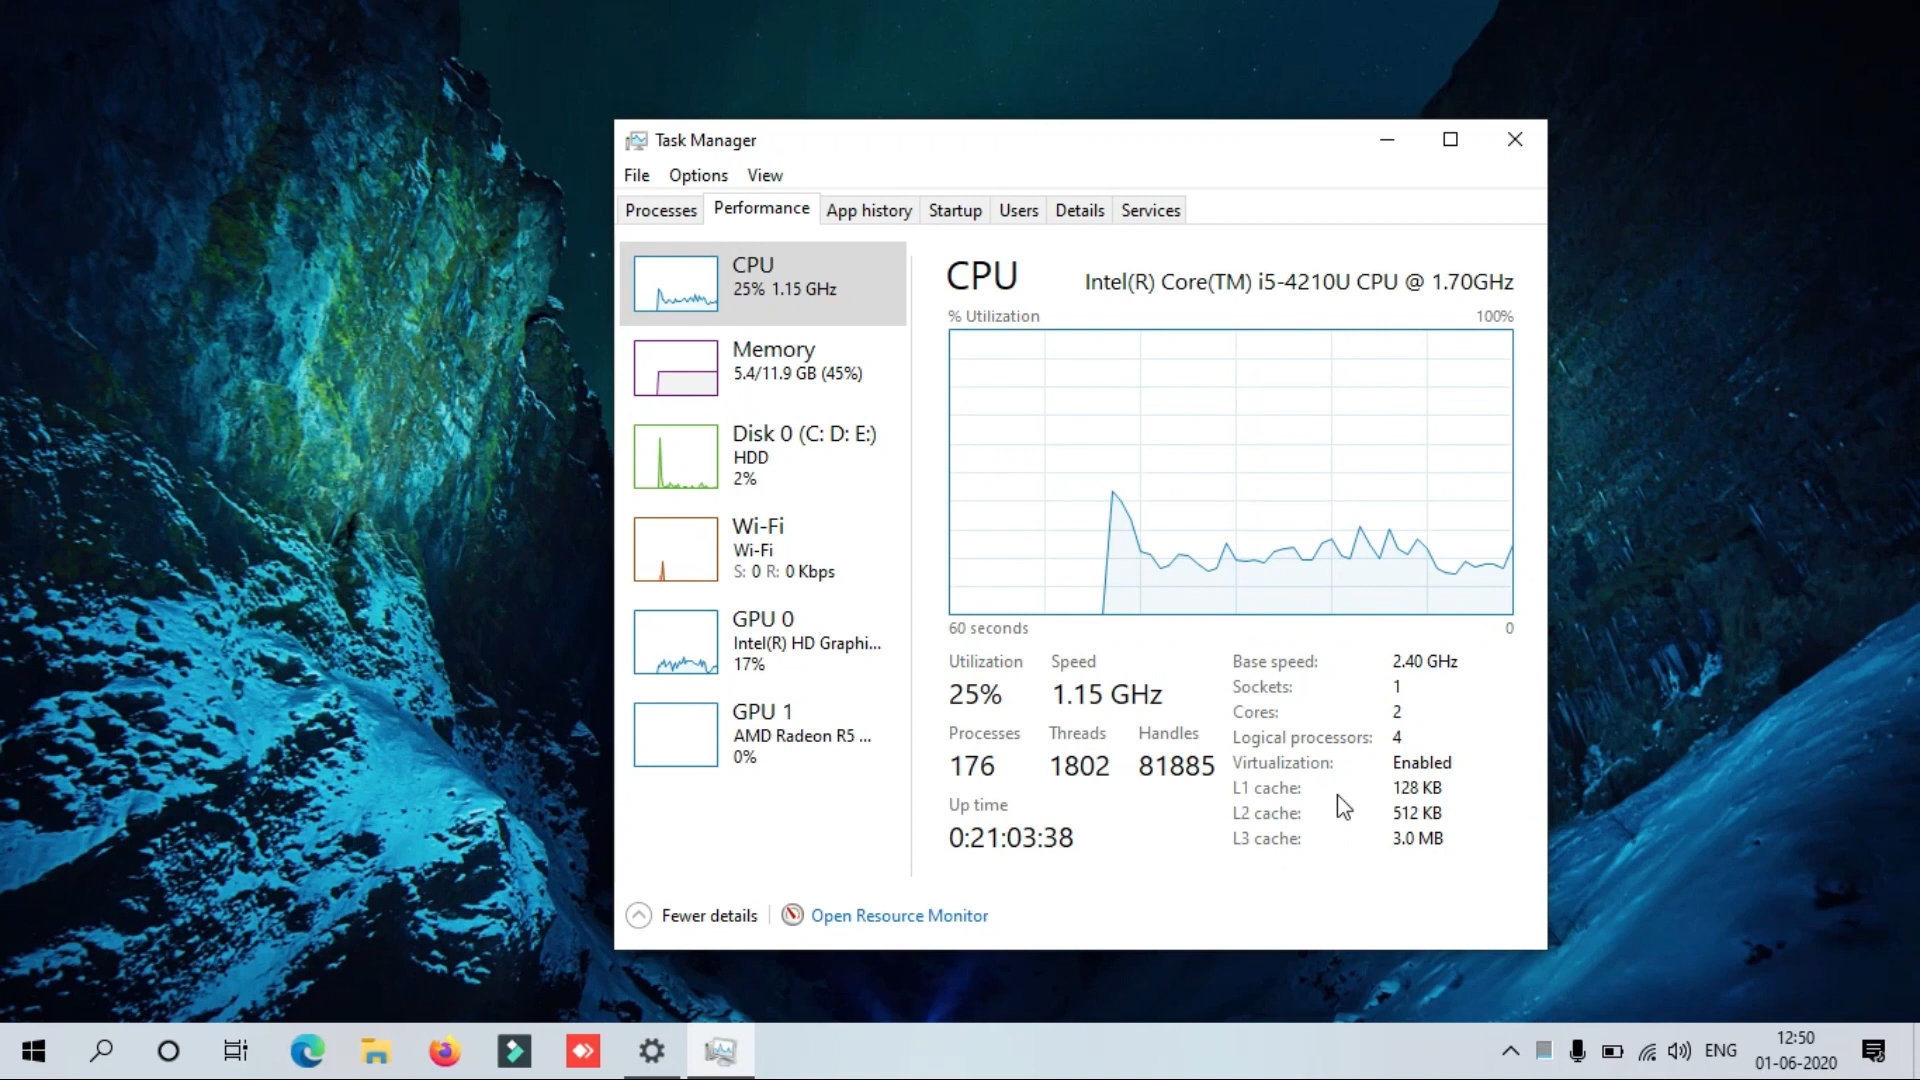 Task Manager
File Options View
Processes Performance App history Startup Users Details Services
CPU
25% 1.15 GHz
Memory
5.4/11.9 GB (45%)
Disk 0 (C: D: E:)
HDD
2%
Wi-Fi
Wi-Fi
S: 0 R: 0 Kbps
GPU 0
Intel(R) HD Graphi...
17%
GPU 1
AMD Radeon R5 ...
0%
CPU Intel(R) Core(TM) i5-4210U CPU @ 1.70GHz
% Utilization 100%
60 seconds 0
Utilization Speed
25% 1.15 GHz
Processes Threads Handles
176 1802 81885
Up time
0:21:03:38
Base speed: 2.40 GHz
Sockets: 1
Cores: 2
Logical processors: 4
Virtualization: Enabled
L1 cache: 128 KB
L2 cache: 512 KB
L3 cache: 3.0 MB
Fewer details Open Resource Monitor
ENG
12:50
01-06-2020